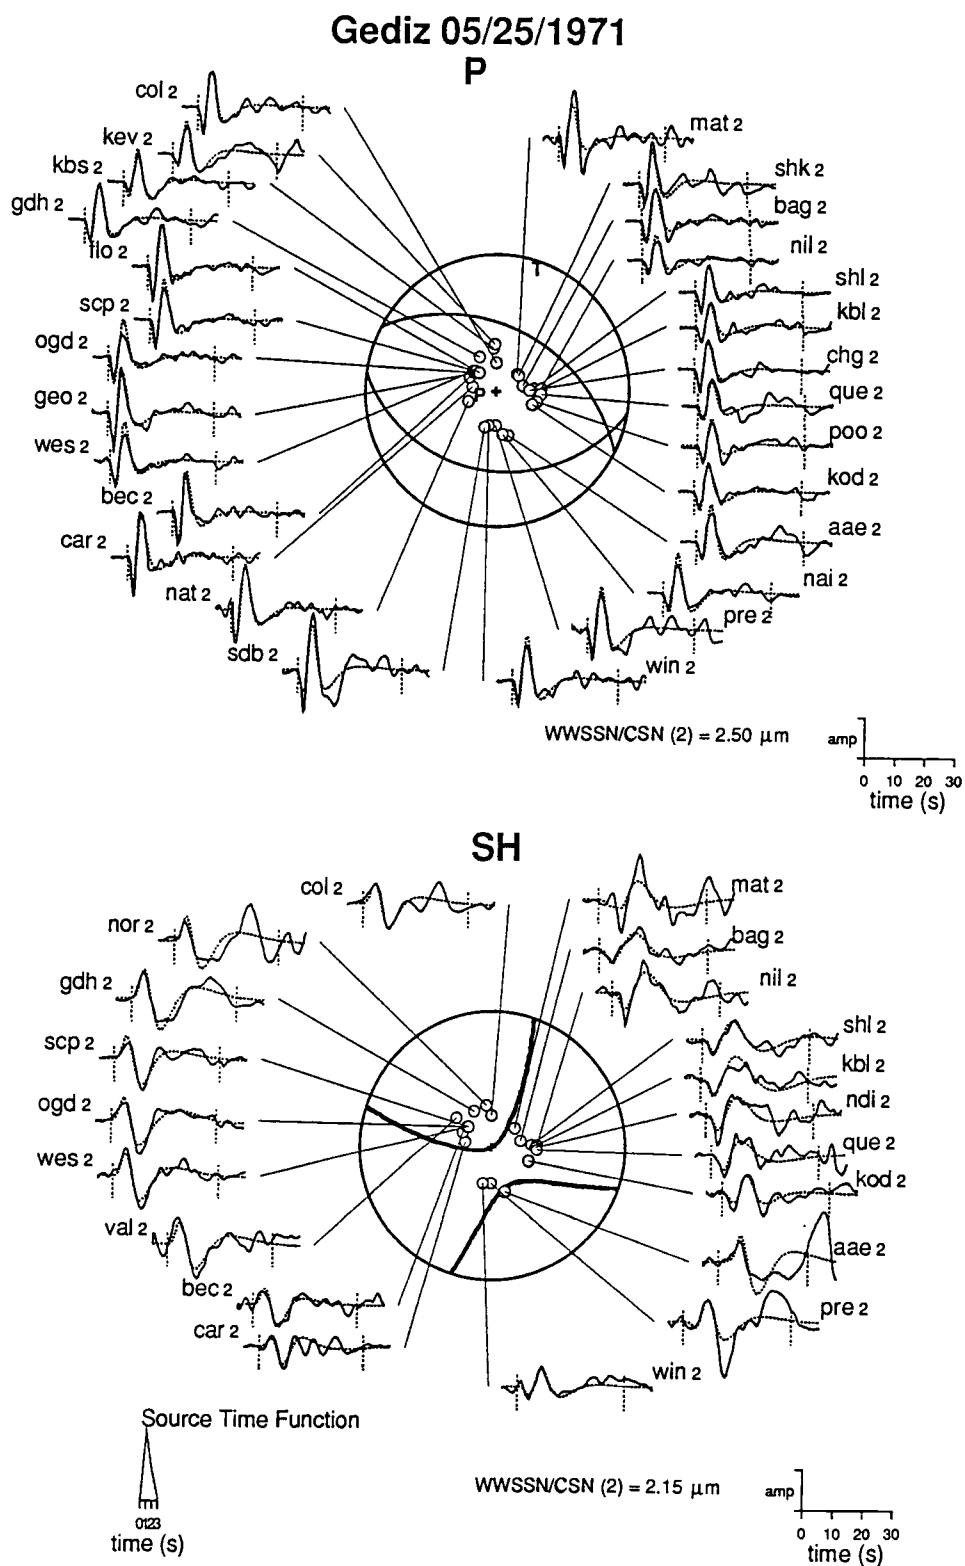 Gediz 05/25/1971
P
col 2
kev 2
kbs 2
gdh 2
flo 2
scp 2
ogd 2
geo 2
wes 2
bec 2
car 2
nat 2
sdb 2
mat 2
shk 2
bag 2
nil 2
shl 2
kbl 2
chg 2
que 2
poo 2
kod 2
aae 2
nai 2
pre 2
win 2
T
P
WWSSN/CSN (2) = 2.50 μm
amp
0 10 20 30
time (s)
SH
col 2
nor 2
gdh 2
scp 2
ogd 2
wes 2
val 2
bec 2
car 2
mat 2
bag 2
nil 2
shl 2
kbl 2
ndi 2
que 2
kod 2
aae 2
pre 2
win 2
Source Time Function
0123
time (s)
WWSSN/CSN (2) = 2.15 μm
amp
0 10 20 30
time (s)